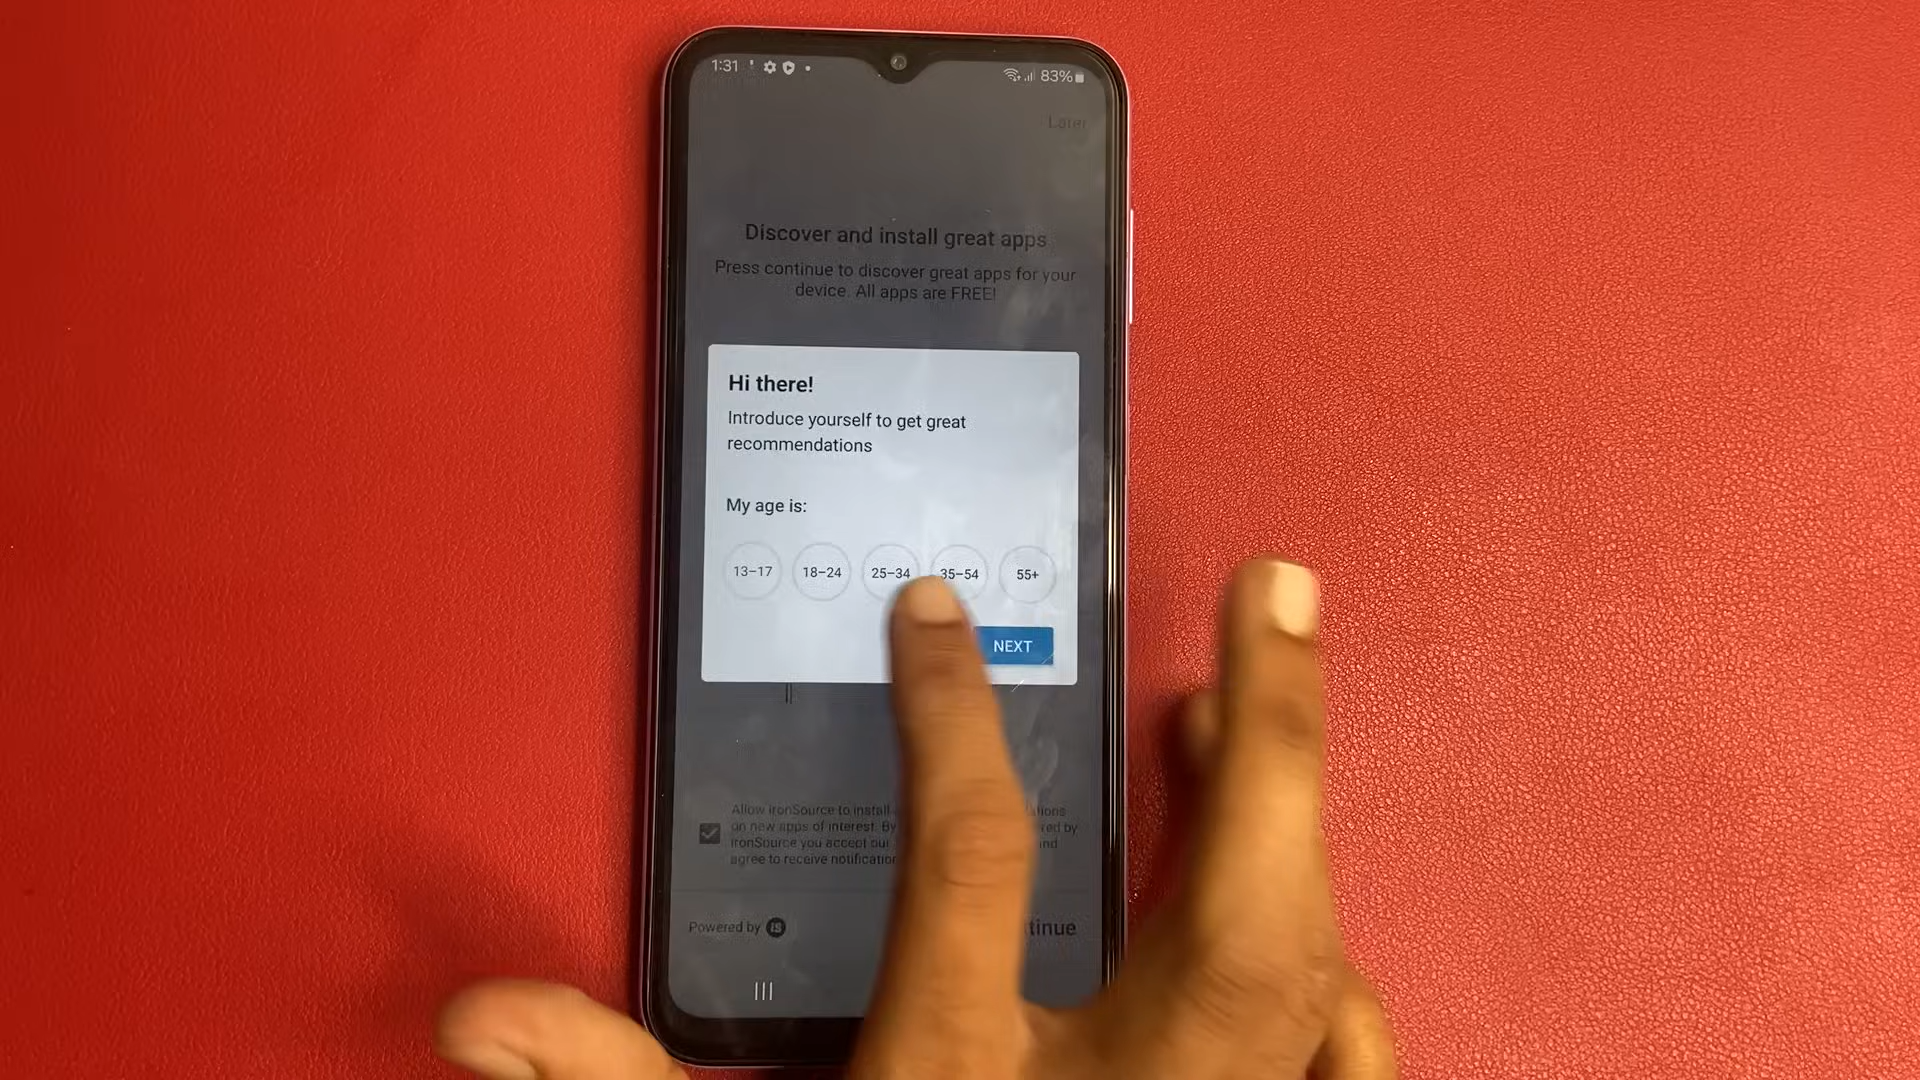 1:31
83%
Later
Discover and install great apps
Press continue to discover great apps for your
device. All apps are FREE!
Hi there!
Introduce yourself to get great
recommendations
My age is:
13–17 18–24 25–34 35–54 55+
NEXT
Allow ironSource to install
on new apps of interest. By
ironSource you accept our and
agree to receive
Powered by iS